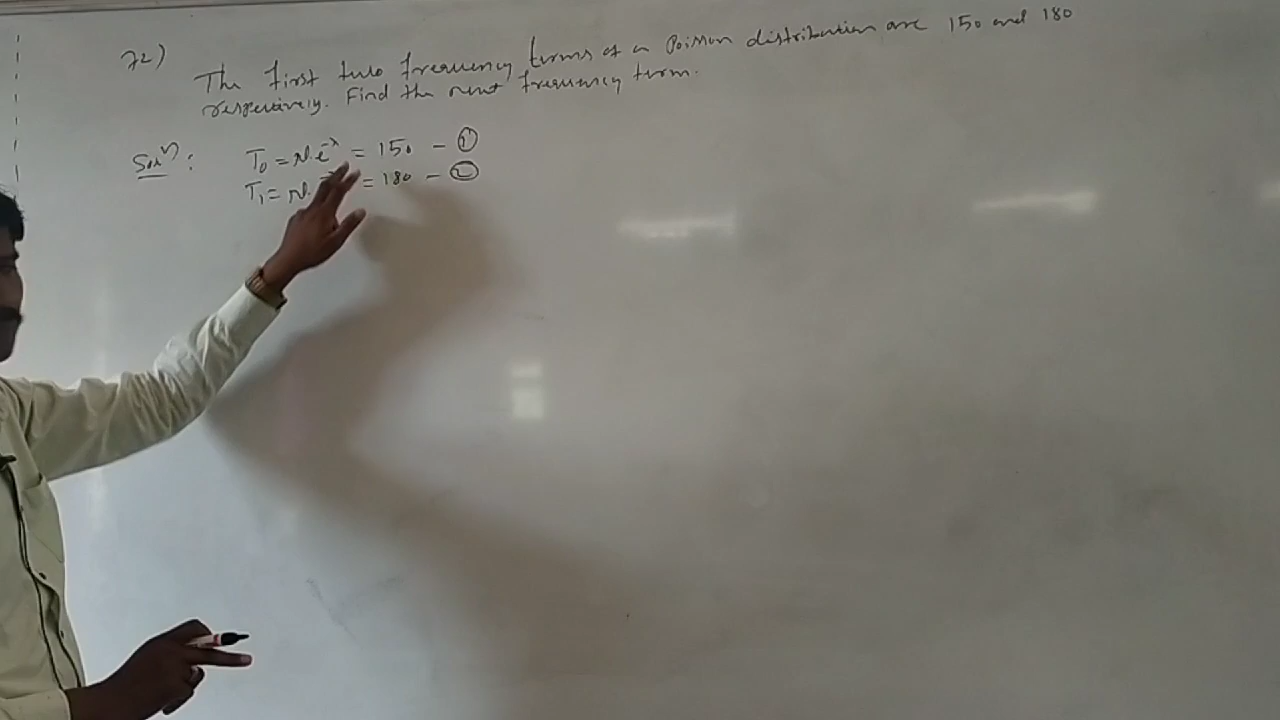 72)
The first two frequency terms of a Poisson distribution are 150 and 180
respectively. Find the next frequency term.
Solⁿ: T₀ = N.e^-λ = 150 - ①
T₁ = N. = 180 - ②